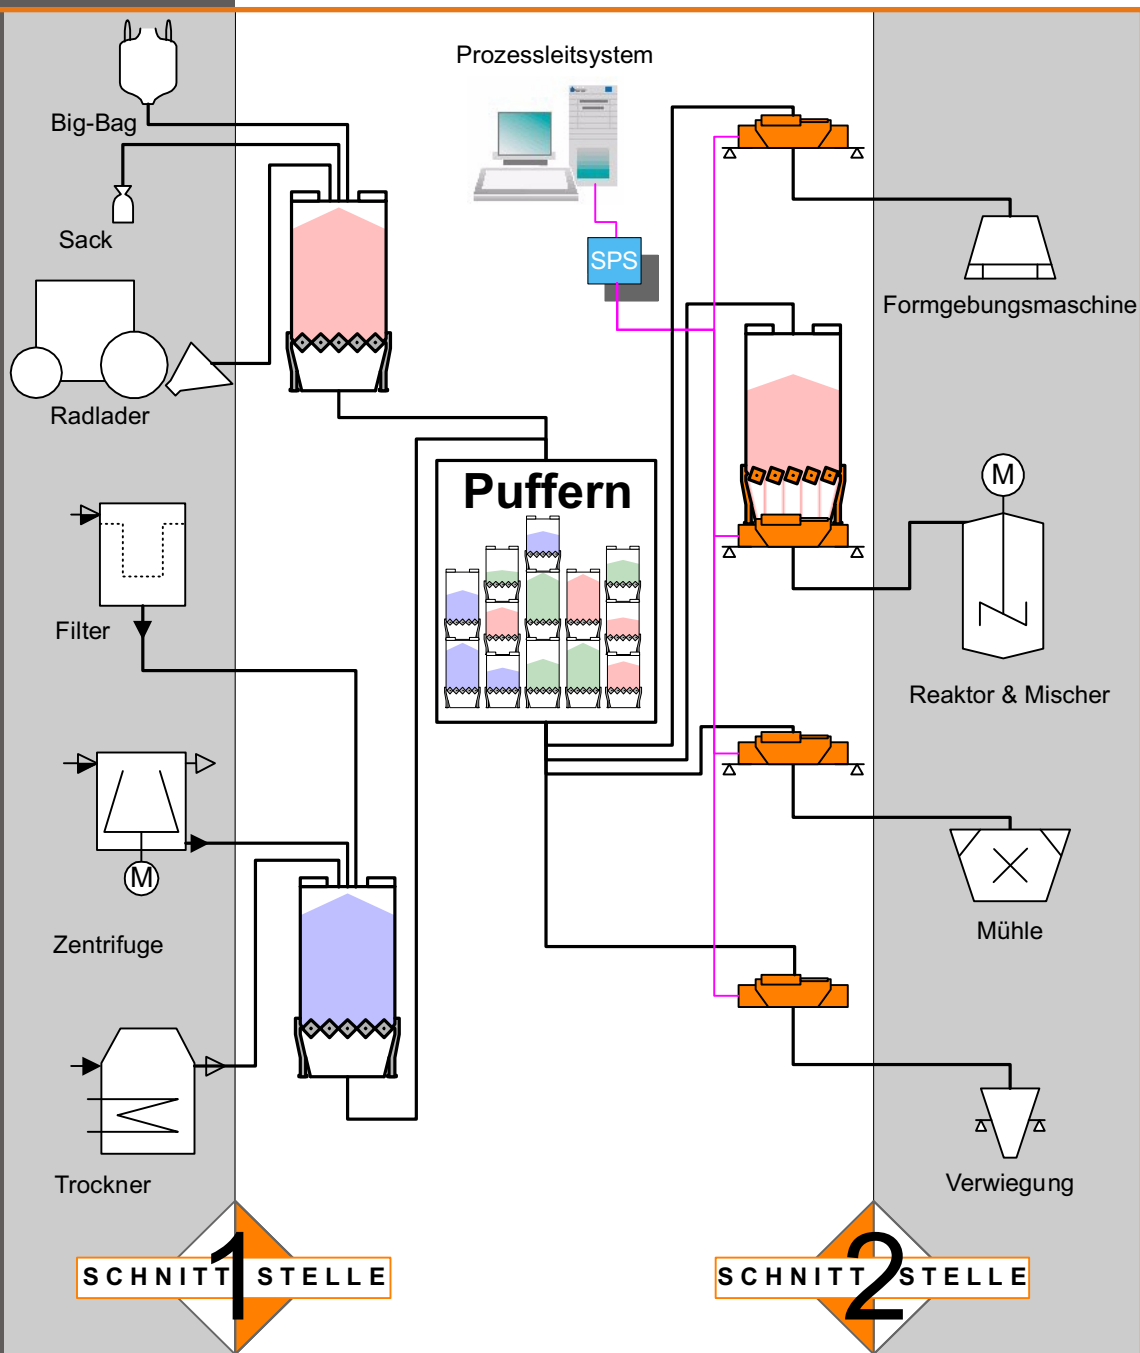 Prozessleitsystem
Big-Bag
Sack
SPS
Formgebungsmaschine
Radlader
M
Puffern
Filter
Reaktor & Mischer
M
Zentrifuge
Mühle
Trockner
Verwiegung
SCHNITT 1 STELLE
SCHNITT 2 STELLE